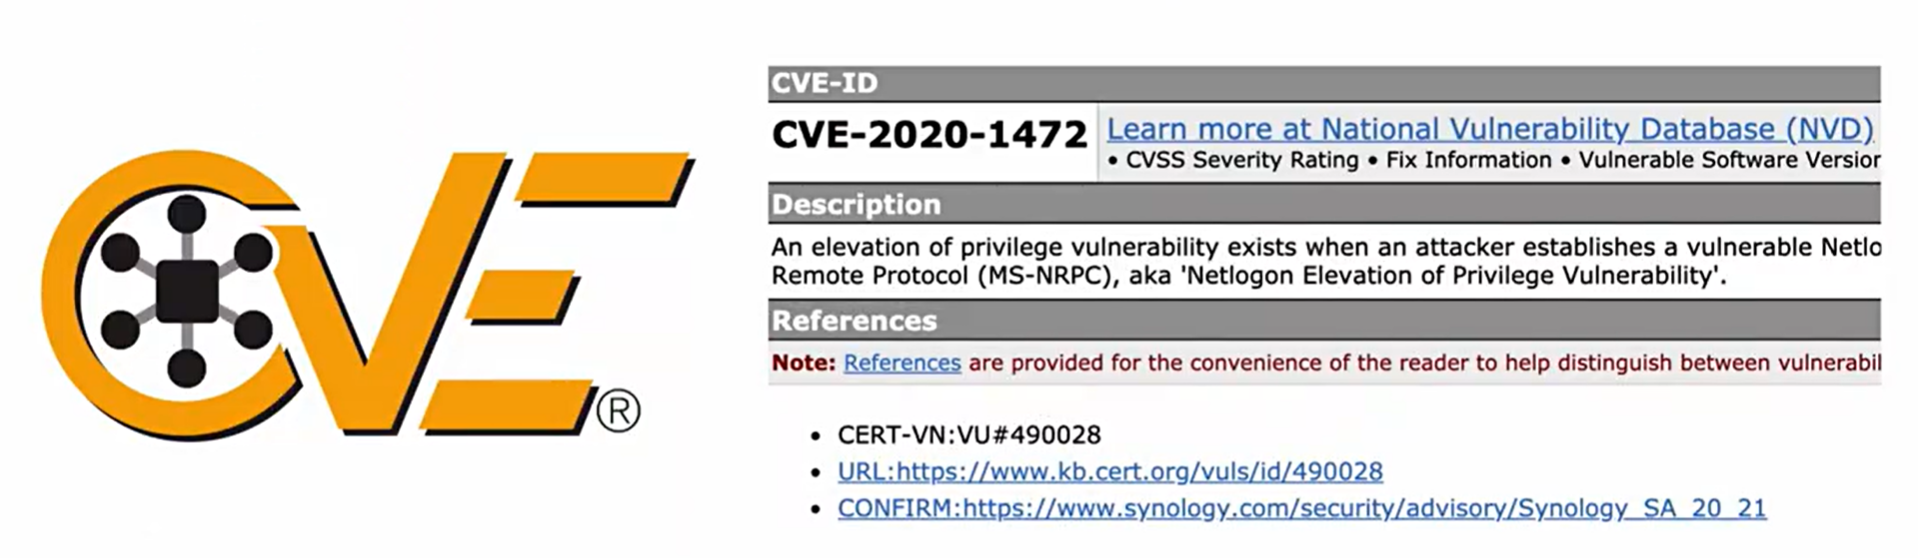 CVE®
CVE-ID
CVE-2020-1472
Learn more at National Vulnerability Database (NVD)
• CVSS Severity Rating • Fix Information • Vulnerable Software Version
Description
An elevation of privilege vulnerability exists when an attacker establishes a vulnerable Netlo
Remote Protocol (MS-NRPC), aka 'Netlogon Elevation of Privilege Vulnerability'.
References
Note: References are provided for the convenience of the reader to help distinguish between vulnerabil
• CERT-VN:VU#490028
• URL:https://www.kb.cert.org/vuls/id/490028
• CONFIRM:https://www.synology.com/security/advisory/Synology_SA_20_21